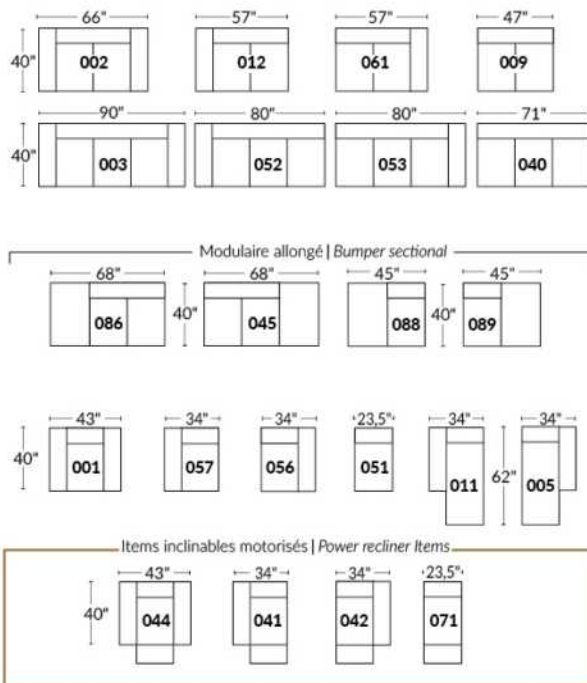 66" 57" 57" 47"
40" 002 012 061 009
90" 80" 80" 71"
40" 003 052 053 040
Modulaire allongé | Bumper sectional
68" 68" 45" 45"
086 40" 045 088 40" 089
43" 34" 34" 23,5" 34" 34"
40" 001 057 056 051 011 62" 005
Items inclinables motorisés | Power recliner Items
43" 34" 34" 23,5"
40" 044 041 042 071